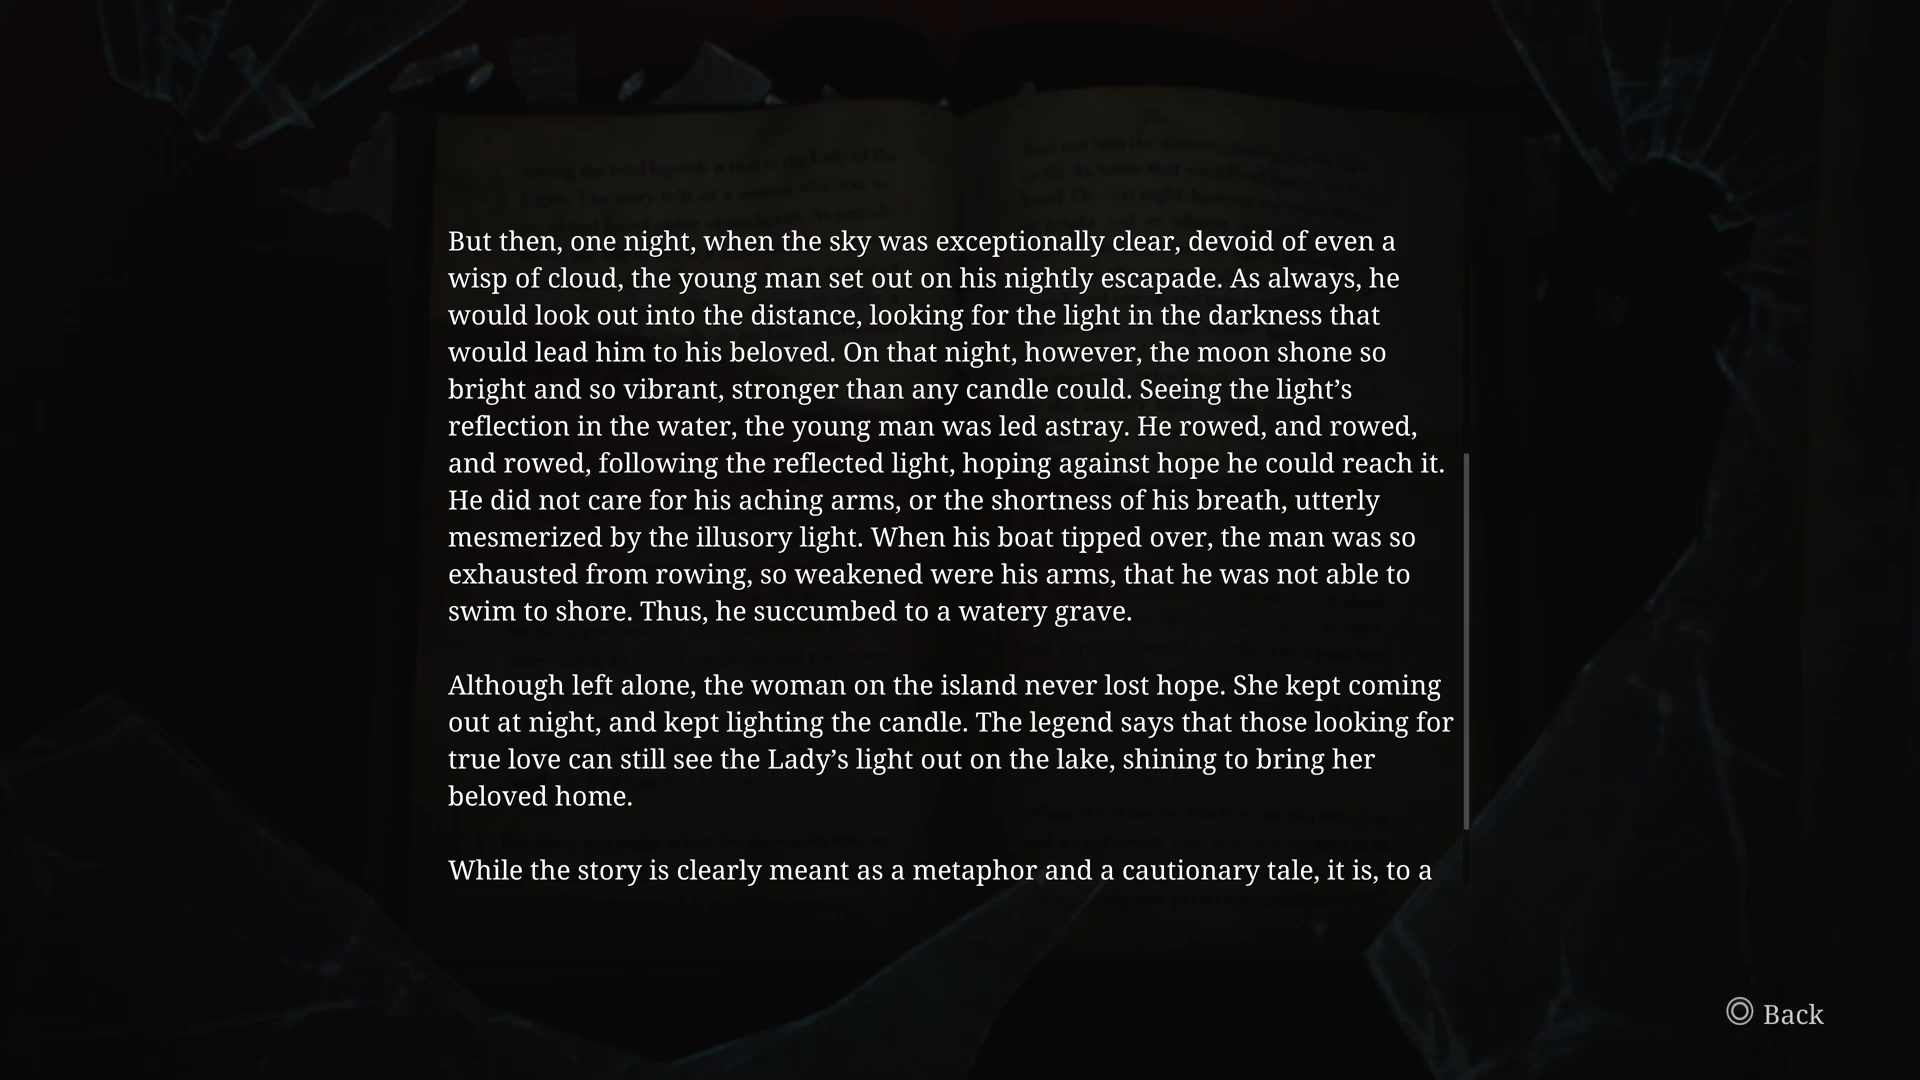 But then, one night, when the sky was exceptionally clear, devoid of even a
wisp of cloud, the young man set out on his nightly escapade. As always, he
would look out into the distance, looking for the light in the darkness that
would lead him to his beloved. On that night, however, the moon shone so
bright and so vibrant, stronger than any candle could. Seeing the light’s
reflection in the water, the young man was led astray. He rowed, and rowed,
and rowed, following the reflected light, hoping against hope he could reach it.
He did not care for his aching arms, or the shortness of his breath, utterly
mesmerized by the illusory light. When his boat tipped over, the man was so
exhausted from rowing, so weakened were his arms, that he was not able to
swim to shore. Thus, he succumbed to a watery grave.
Although left alone, the woman on the island never lost hope. She kept coming
out at night, and kept lighting the candle. The legend says that those looking for
true love can still see the Lady’s light out on the lake, shining to bring her
beloved home.
While the story is clearly meant as a metaphor and a cautionary tale, it is, to a
Back